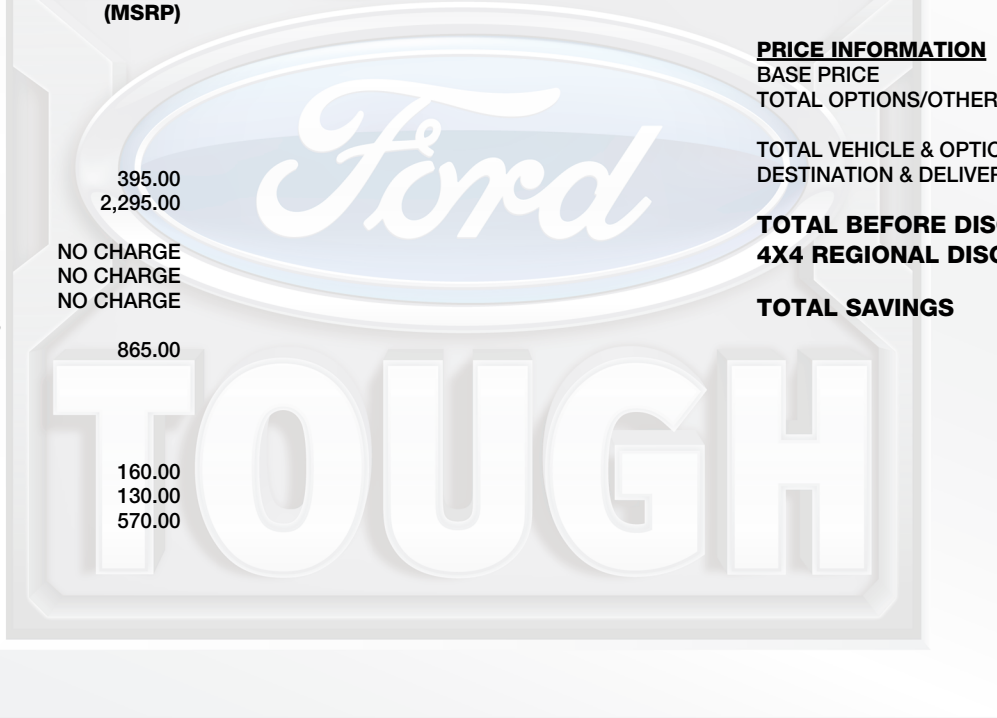 (MSRP)
395.00
2,295.00
NO CHARGE
NO CHARGE
NO CHARGE
865.00
160.00
130.00
570.00
Ford
TOUGH
PRICE INFORMATION
BASE PRICE
TOTAL OPTIONS/OTHER
TOTAL VEHICLE & OPTIO
DESTINATION & DELIVER
TOTAL BEFORE DIS
4X4 REGIONAL DISC
TOTAL SAVINGS